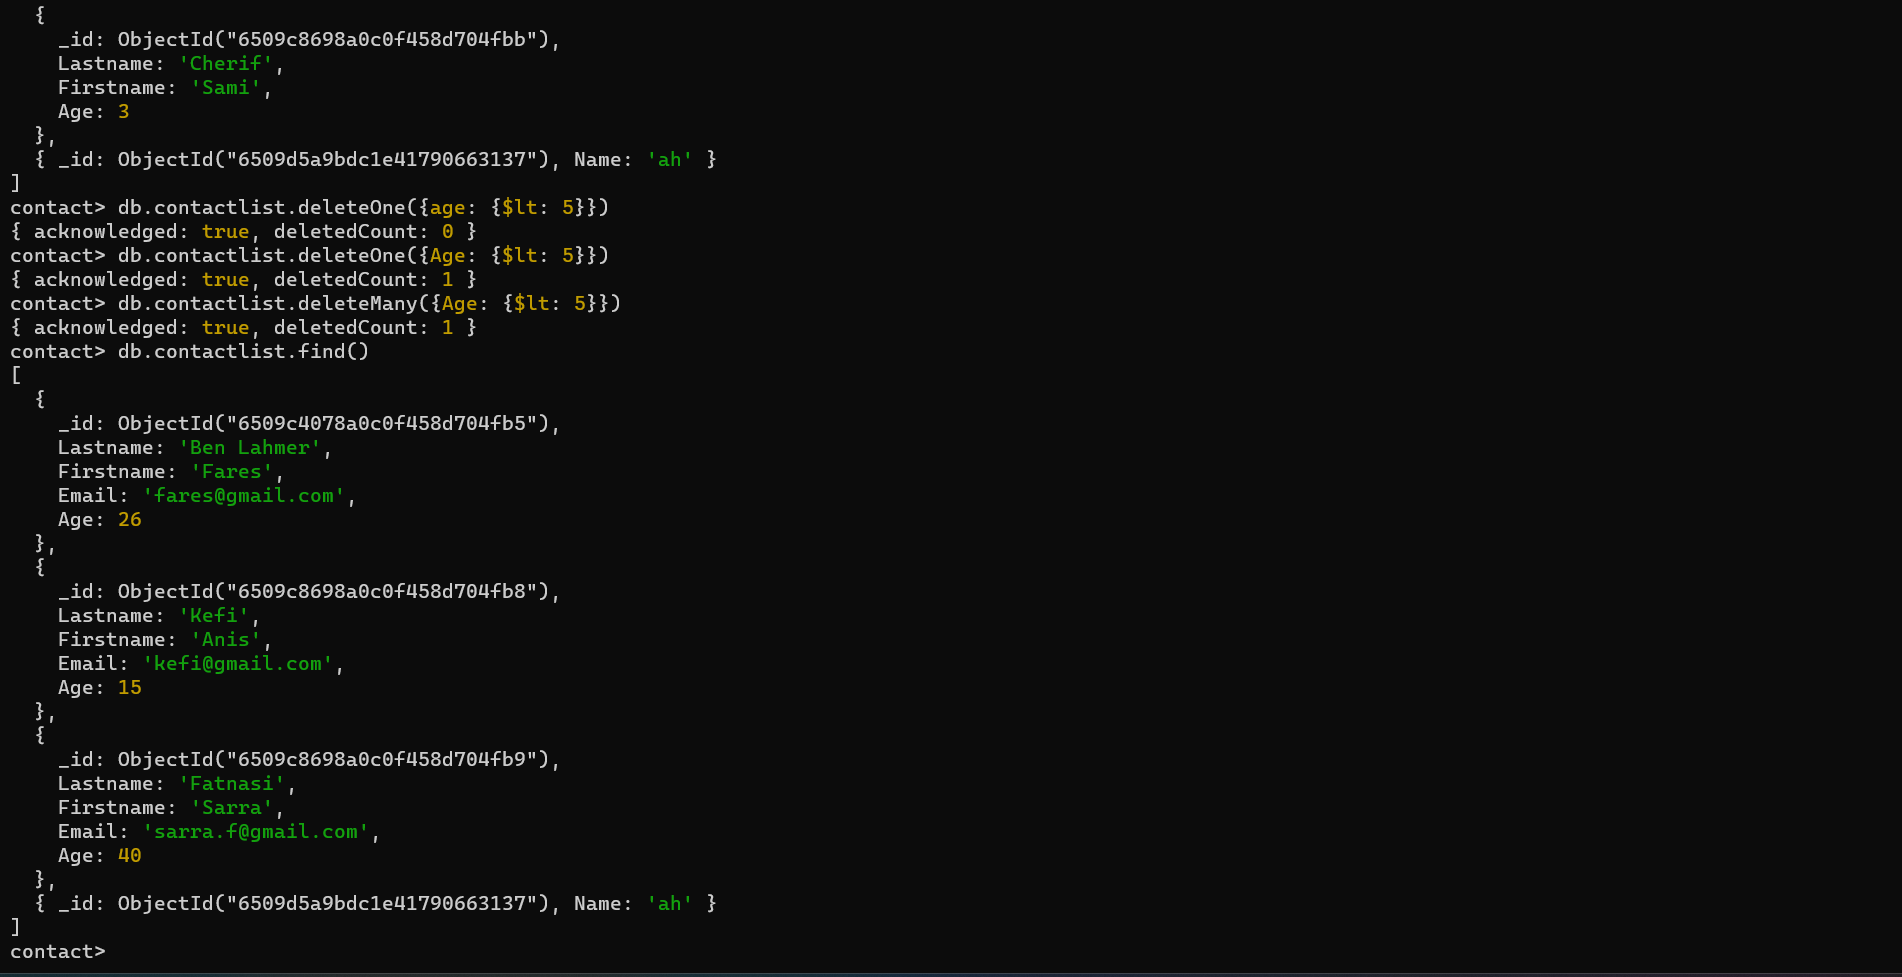 {
    _id: ObjectId("6509c8698a0c0f458d704fbb"),
    Lastname: 'Cherif',
    Firstname: 'Sami',
    Age: 3
  },
  { _id: ObjectId("6509d5a9bdc1e41790663137"), Name: 'ah' }
]
contact> db.contactlist.deleteOne({age: {$lt: 5}})
{ acknowledged: true, deletedCount: 0 }
contact> db.contactlist.deleteOne({Age: {$lt: 5}})
{ acknowledged: true, deletedCount: 1 }
contact> db.contactlist.deleteMany({Age: {$lt: 5}})
{ acknowledged: true, deletedCount: 1 }
contact> db.contactlist.find()
[
  {
    _id: ObjectId("6509c4078a0c0f458d704fb5"),
    Lastname: 'Ben Lahmer',
    Firstname: 'Fares',
    Email: 'fares@gmail.com',
    Age: 26
  },
  {
    _id: ObjectId("6509c8698a0c0f458d704fb8"),
    Lastname: 'Kefi',
    Firstname: 'Anis',
    Email: 'kefi@gmail.com',
    Age: 15
  },
  {
    _id: ObjectId("6509c8698a0c0f458d704fb9"),
    Lastname: 'Fatnasi',
    Firstname: 'Sarra',
    Email: 'sarra.f@gmail.com',
    Age: 40
  },
  { _id: ObjectId("6509d5a9bdc1e41790663137"), Name: 'ah' }
]
contact>